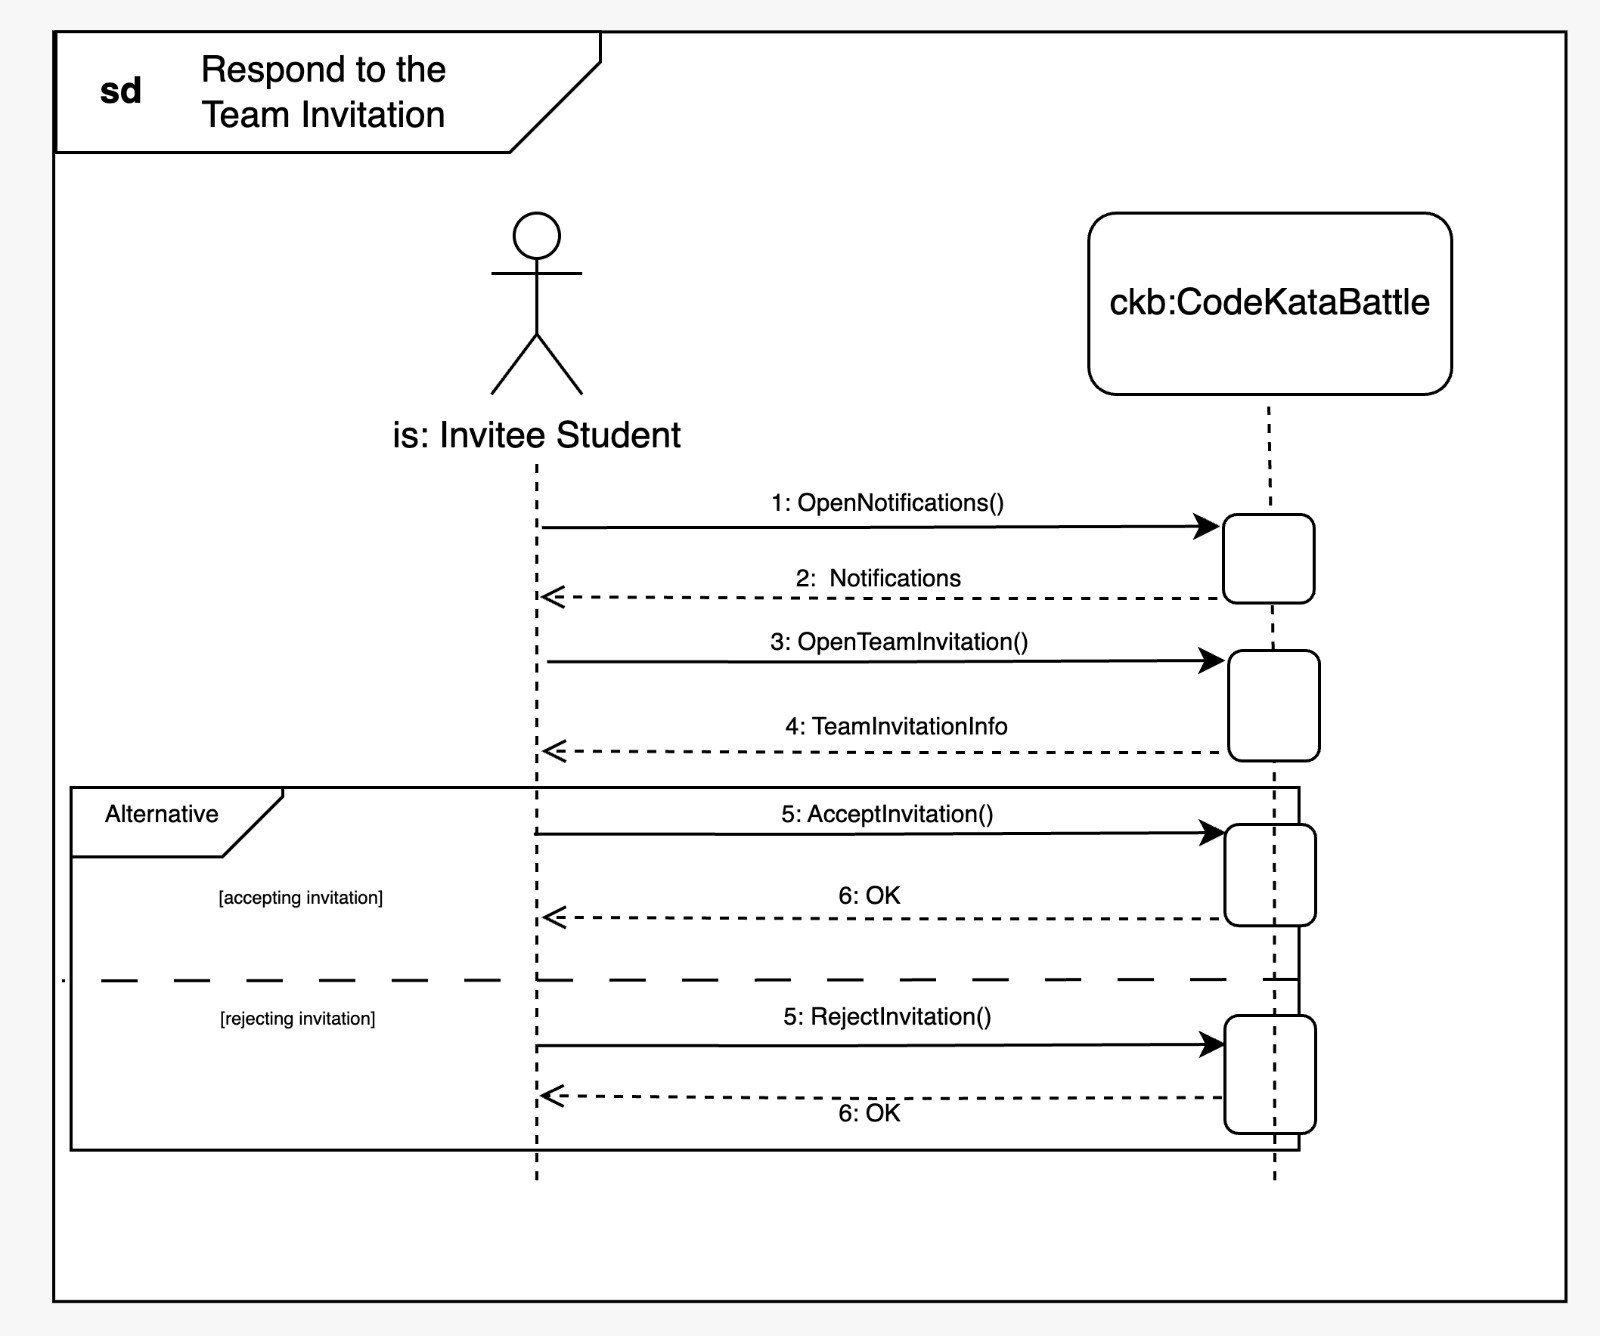 sd
Respond to the
Team Invitation
ckb:CodeKataBattle
is: Invitee Student
1: OpenNotifications()
2: Notifications
3: OpenTeamInvitation()
4: TeamInvitationInfo
Alternative
5: AcceptInvitation()
[accepting invitation]
6: OK
[rejecting invitation]
5: RejectInvitation()
6: OK